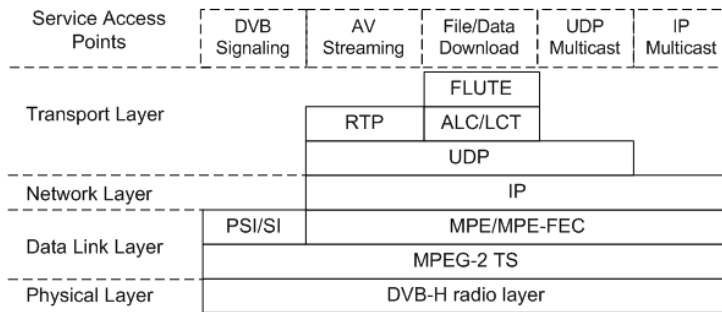 Service Access
Points
DVB
Signaling
AV
Streaming
File/Data
Download
UDP
Multicast
IP
Multicast
Transport Layer
FLUTE
RTP
ALC/LCT
UDP
Network Layer
IP
Data Link Layer
PSI/SI
MPE/MPE-FEC
MPEG-2 TS
Physical Layer
DVB-H radio layer